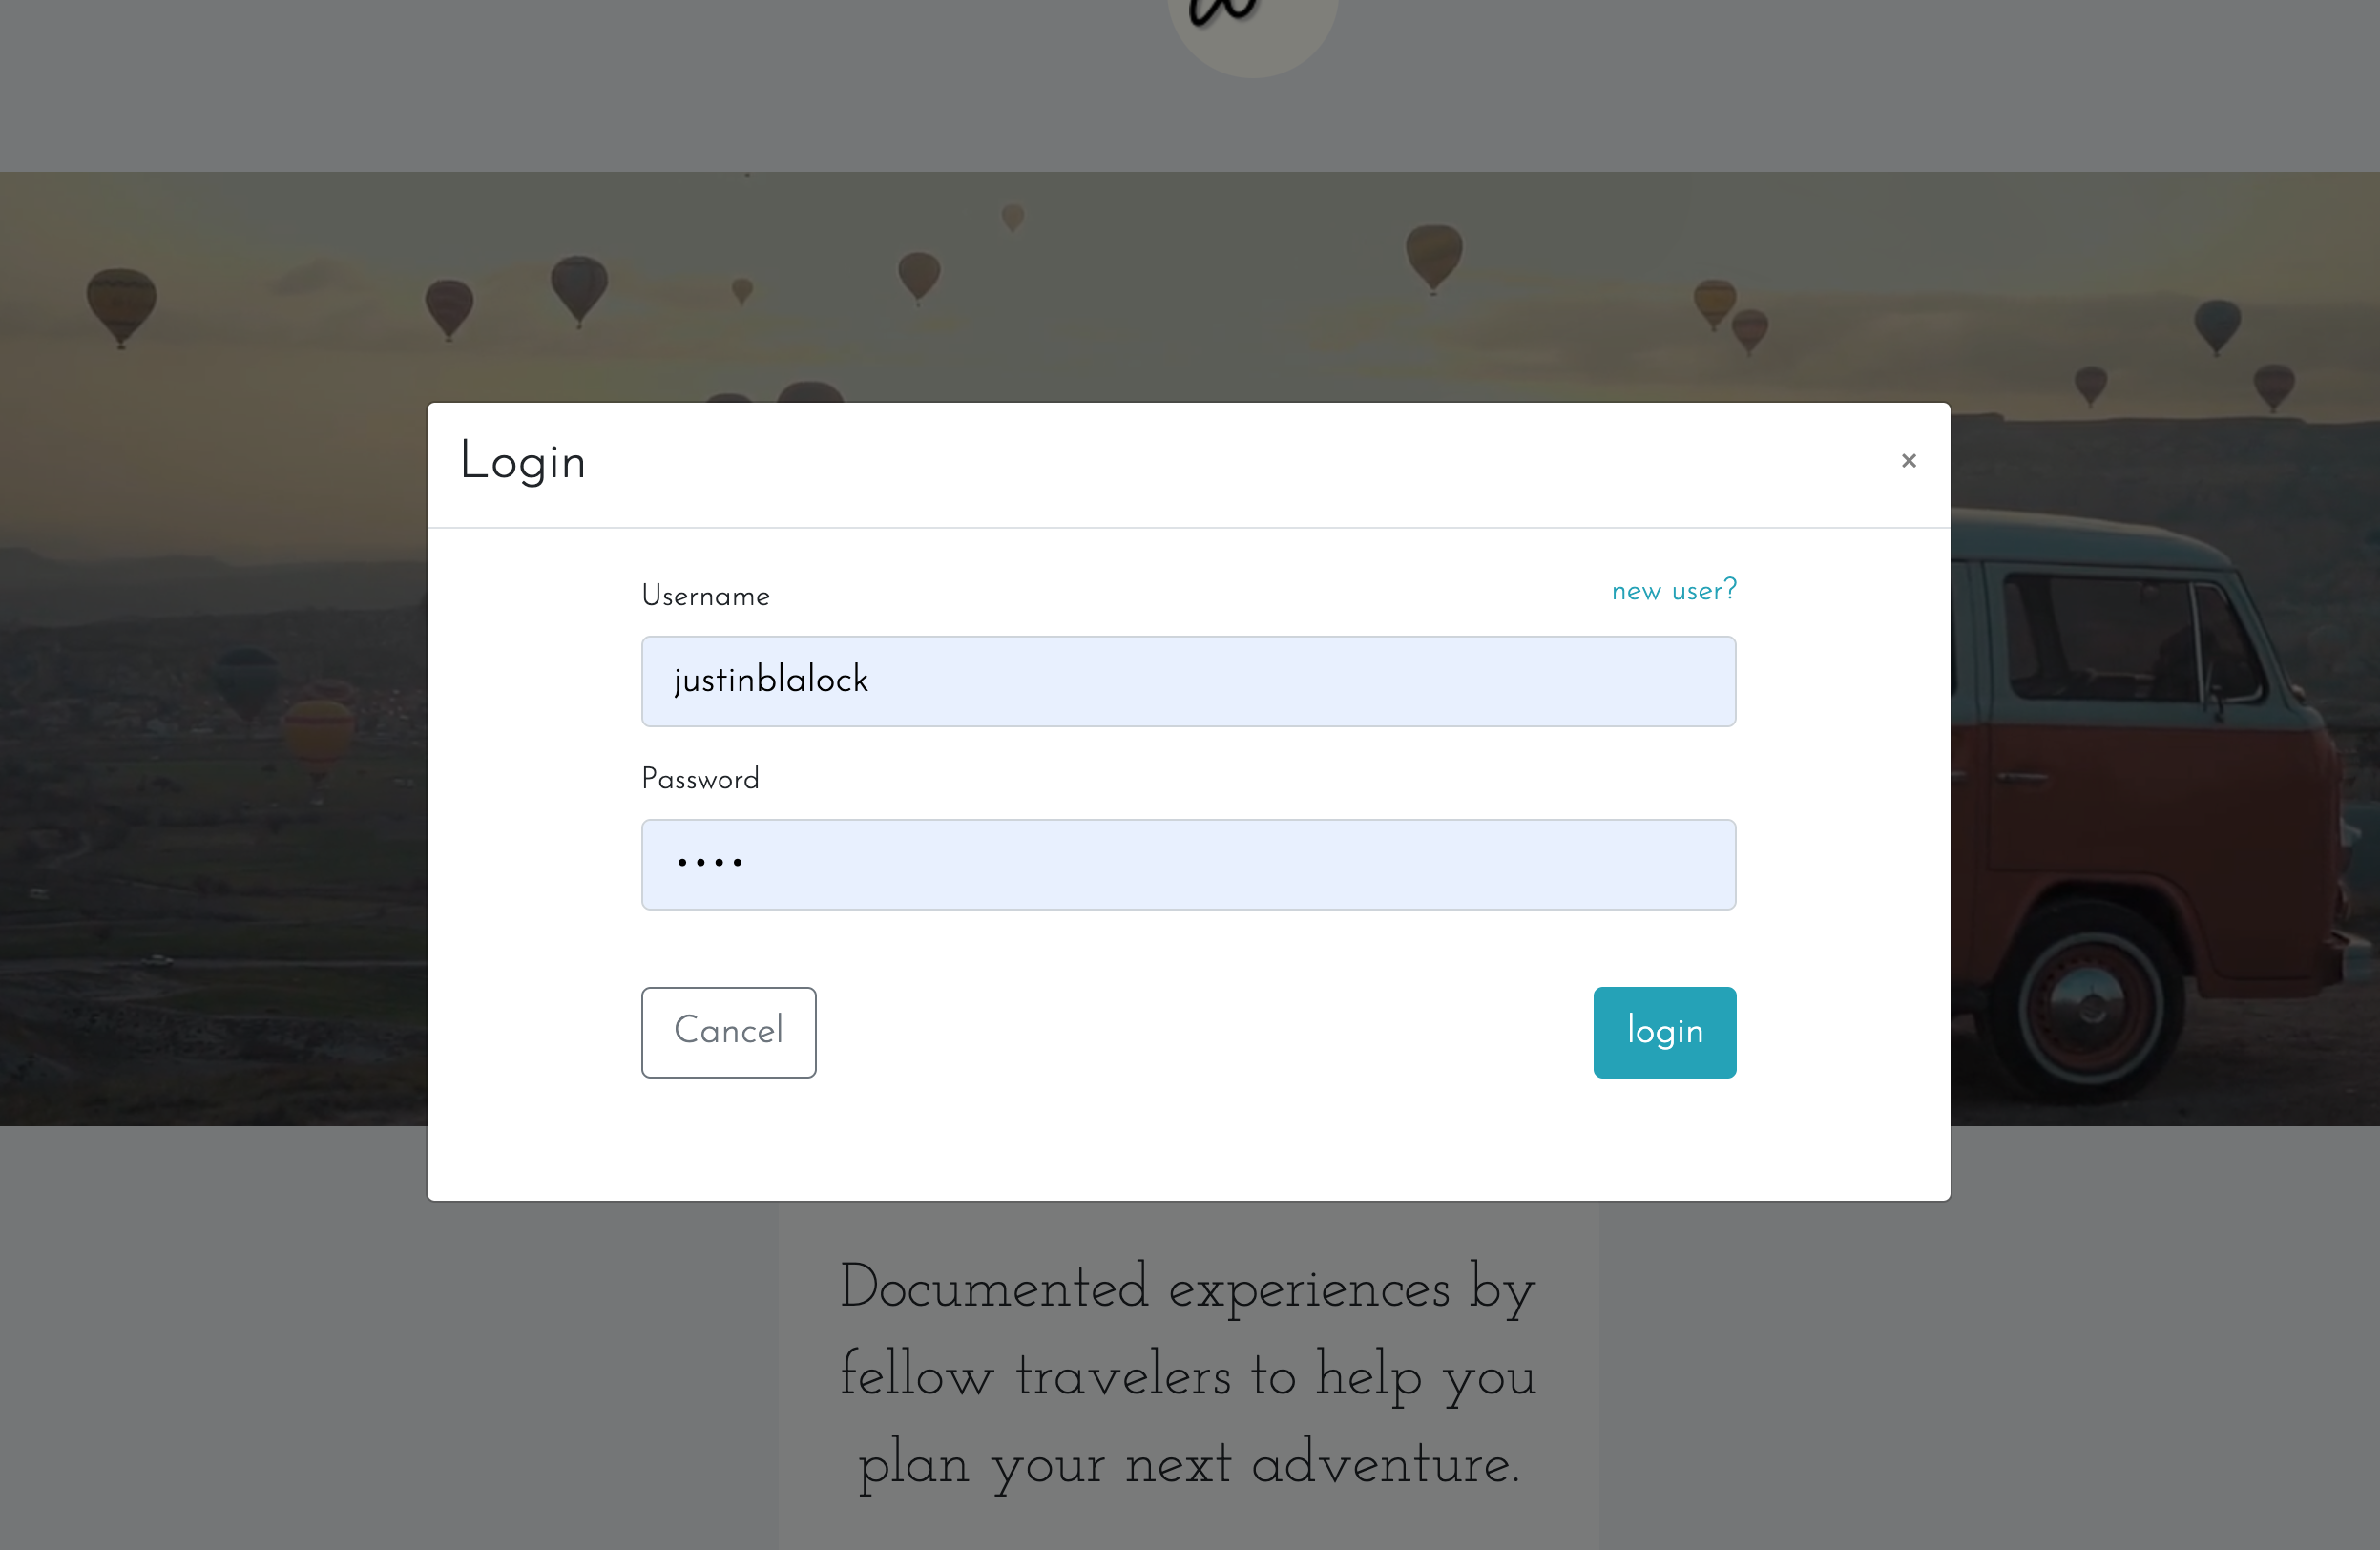 Login
×
Username
new user?
justinblalock
Password
••••
Cancel
login
Documented experiences by
fellow travelers to help you
plan your next adventure.